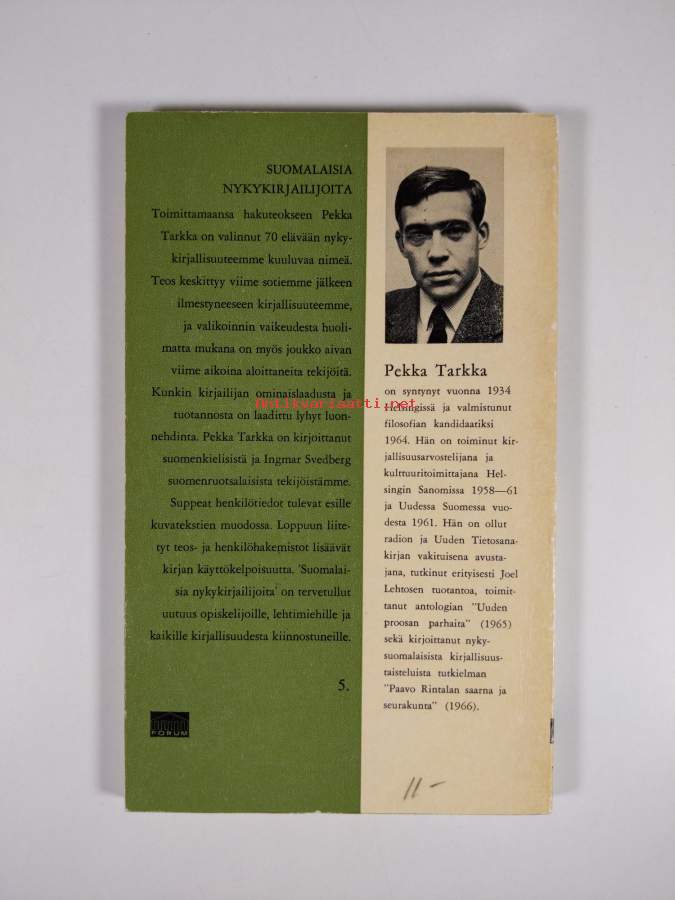 SUOMALAISIA
NYKYKIRJAILIJOITA
Toimittamaansa hakuteokseen Pekka
Tarkka on valinnut 70 elävään nyky-
kirjallisuuteemme kuuluvaa nimeä.
Teos keskittyy viime sotiemme jälkeen
ilmestyneeseen kirjallisuuteemme,
ja valikoinnin vaikeudesta huoli-
matta mukana on myös joukko aivan
viime aikoina aloittaneita tekijöitä.
Kunkin kirjailijan ominaislaadusta ja
tuotannosta on laadittu lyhyt luon-
nehdinta. Pekka Tarkka on kirjoittanut
suomenkielisistä ja Ingmar Svedberg
suomenruotsalaisista tekijöistämme.
Suppeat henkilötiedot tulevat esille
kuvatekstien muodossa. Loppuun liite-
tyt teos- ja henkilöhakemistot lisäävät
kirjan käyttökelpoisuutta. 'Suomalai-
sia nykykirjailijoita' on tervetullut
uutuus opiskelijoille, lehtimiehille ja
kaikille kirjallisuudesta kiinnostuneille.
5.
FORUM
Pekka Tarkka
on syntynyt vuonna 1934
Helsingissä ja valmistunut
filosofian kandidaatiksi
1964. Hän on toiminut kir-
jallisuusarvostelijana ja
kulttuuritoimittajana Hel-
singin Sanomissa 1958—61
ja Uudessa Suomessa vuo-
desta 1961. Hän on ollut
radion ja Uuden Tietosana-
kirjan vakituisena avusta-
jana, tutkinut erityisesti Joel
Lehtosen tuotantoa, toimit-
tanut antologian "Uuden
proosan parhaita" (1965)
sekä kirjoittanut nyky-
suomalaisista kirjallisuus-
taisteluista tutkielman
"Paavo Rintalan saarna ja
seurakunta" (1966).
11-
antikvariaatti.net